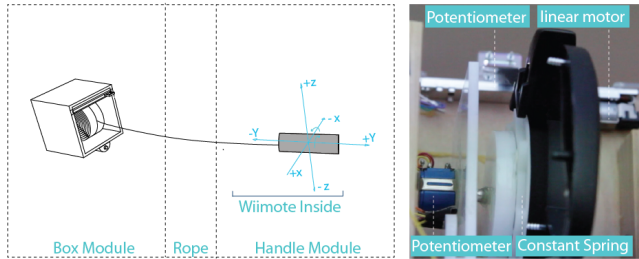 +z
- x
-Y
+Y
+x
- z
Wiimote Inside
Box Module
Rope
Handle Module
Potentiometer
linear motor
Potentiometer
Constant Spring